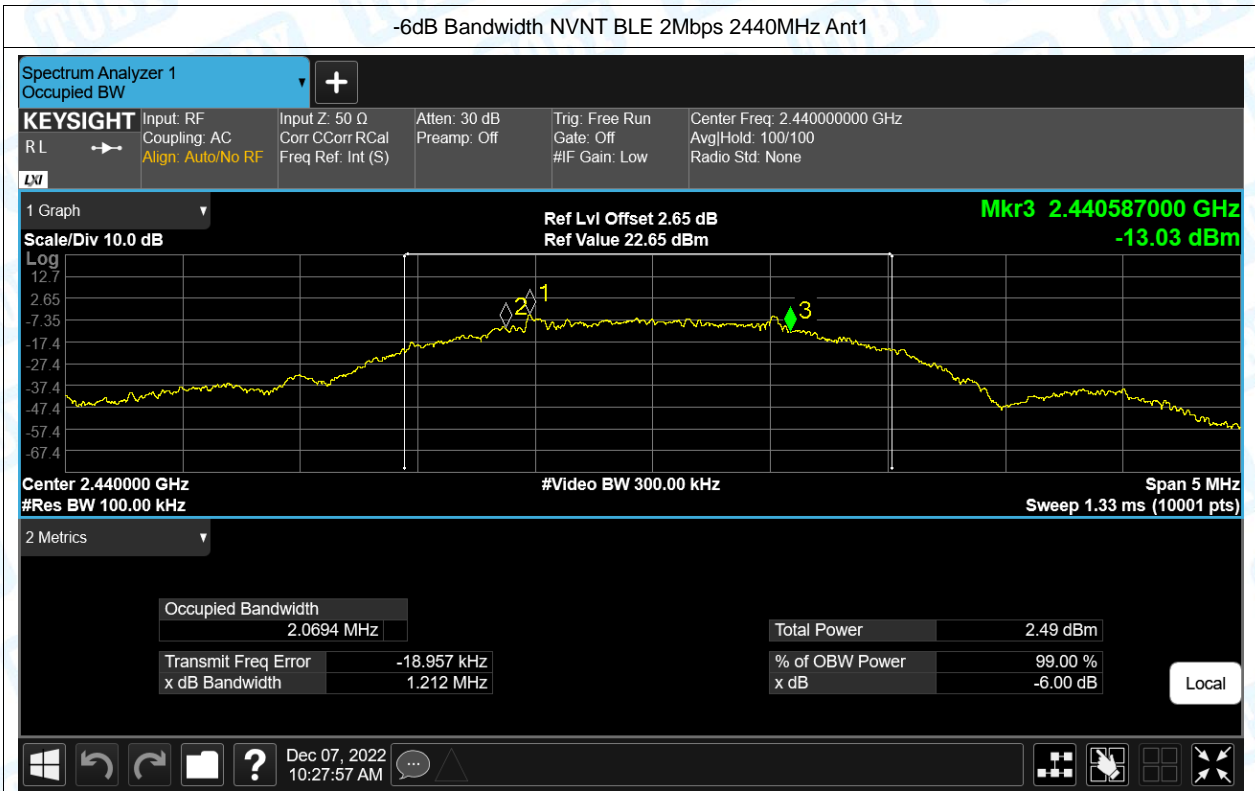 -6dB Bandwidth NVNT BLE 2Mbps 2440MHz Ant1
Spectrum Analyzer 1
Occupied BW
KEYSIGHT
R L
LXI
Input: RF
Coupling: AC
Align: Auto/No RF
Input Z: 50 Ω
Corr CCorr RCal
Freq Ref: Int (S)
Atten: 30 dB
Preamp: Off
Trig: Free Run
Gate: Off
#IF Gain: Low
Center Freq: 2.440000000 GHz
Avg|Hold: 100/100
Radio Std: None
1 Graph
Scale/Div 10.0 dB
Ref Lvl Offset 2.65 dB
Ref Value 22.65 dBm
Mkr3 2.440587000 GHz
-13.03 dBm
Log
12.7
2.65
-7.35
-17.4
-27.4
-37.4
-47.4
-57.4
-67.4
2
1
3
Center 2.440000 GHz
#Res BW 100.00 kHz
#Video BW 300.00 kHz
Span 5 MHz
Sweep 1.33 ms (10001 pts)
2 Metrics
Occupied Bandwidth
2.0694 MHz
Transmit Freq Error -18.957 kHz
x dB Bandwidth 1.212 MHz
Total Power 2.49 dBm
% of OBW Power 99.00 %
x dB -6.00 dB
Local
?
Dec 07, 2022
10:27:57 AM
TOBY